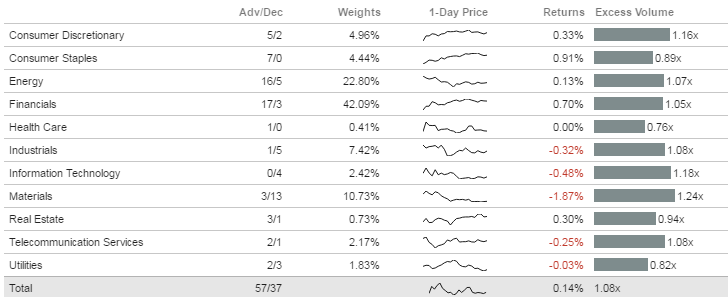 Adv/Dec Weights 1-Day Price Returns Excess Volume
Consumer Discretionary 5/2 4.96% 0.33% 1.16x
Consumer Staples 7/0 4.44% 0.91% 0.89x
Energy 16/5 22.80% 0.13% 1.07x
Financials 17/3 42.09% 0.70% 1.05x
Health Care 1/0 0.41% 0.00% 0.76x
Industrials 1/5 7.42% -0.32% 1.08x
Information Technology 0/4 2.42% -0.48% 1.18x
Materials 3/13 10.73% -1.87% 1.24x
Real Estate 3/1 0.73% 0.30% 0.94x
Telecommunication Services 2/1 2.17% -0.25% 1.08x
Utilities 2/3 1.83% -0.03% 0.82x
Total 57/37 0.14% 1.08x